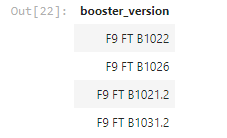 Out[22]: booster_version
F9 FT B1022
F9 FT B1026
F9 FT B1021.2
F9 FT B1031.2